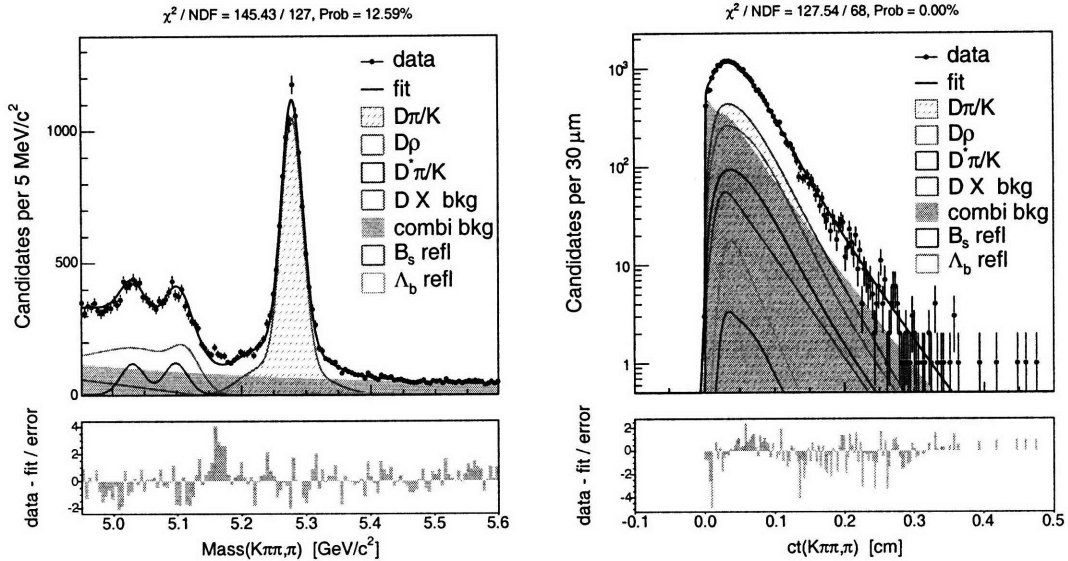 χ² / NDF = 145.43 / 127, Prob = 12.59%
Candidates per 5 MeV/c²
1000
500
0
data
fit
Dπ/K
Dρ
D*π/K
D X bkg
combi bkg
Bs refl
Λb refl
data - fit / error
4
2
0
-2
5.0 5.1 5.2 5.3 5.4 5.5 5.6
Mass(Kππ,π) [GeV/c²]
χ² / NDF = 127.54 / 68, Prob = 0.00%
Candidates per 30 μm
10³
10²
10
1
data
fit
Dπ/K
Dρ
D*π/K
D X bkg
combi bkg
Bs refl
Λb refl
data - fit / error
2
0
-2
-4
-0.1 0.0 0.1 0.2 0.3 0.4 0.5
ct(Kππ,π) [cm]